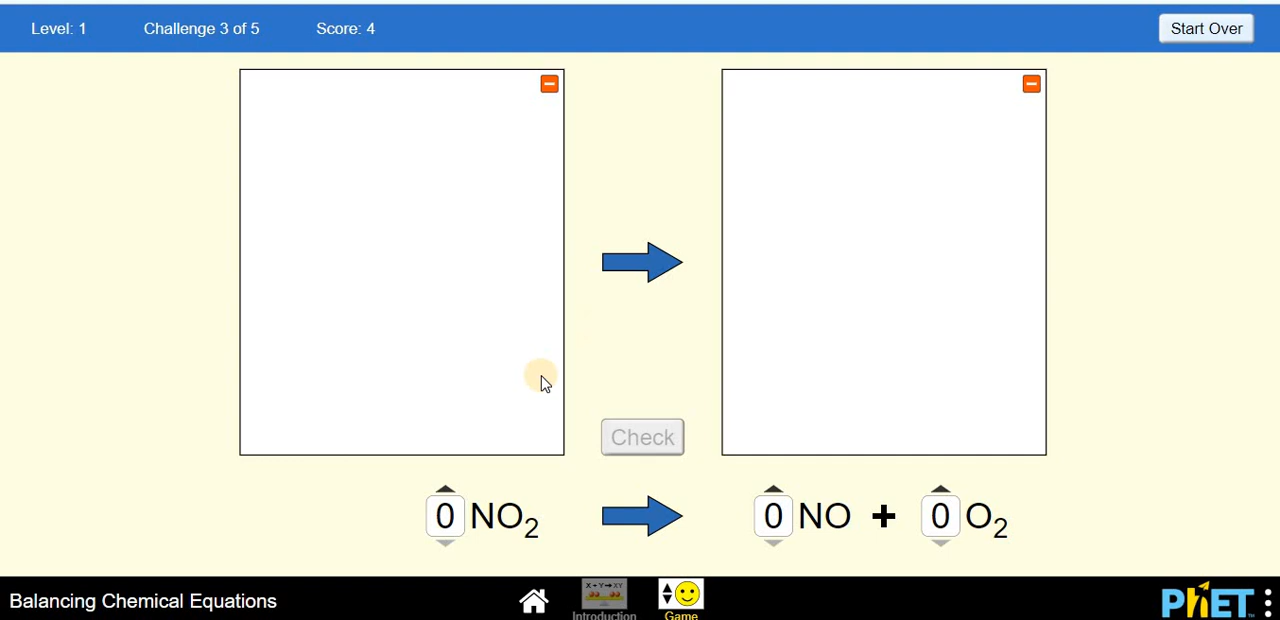 Level: 1 Challenge 3 of 5 Score: 4 Start Over
Check
0 NO₂ 0 NO + 0 O₂
X + Y → XY
Balancing Chemical Equations Introduction Game PhET